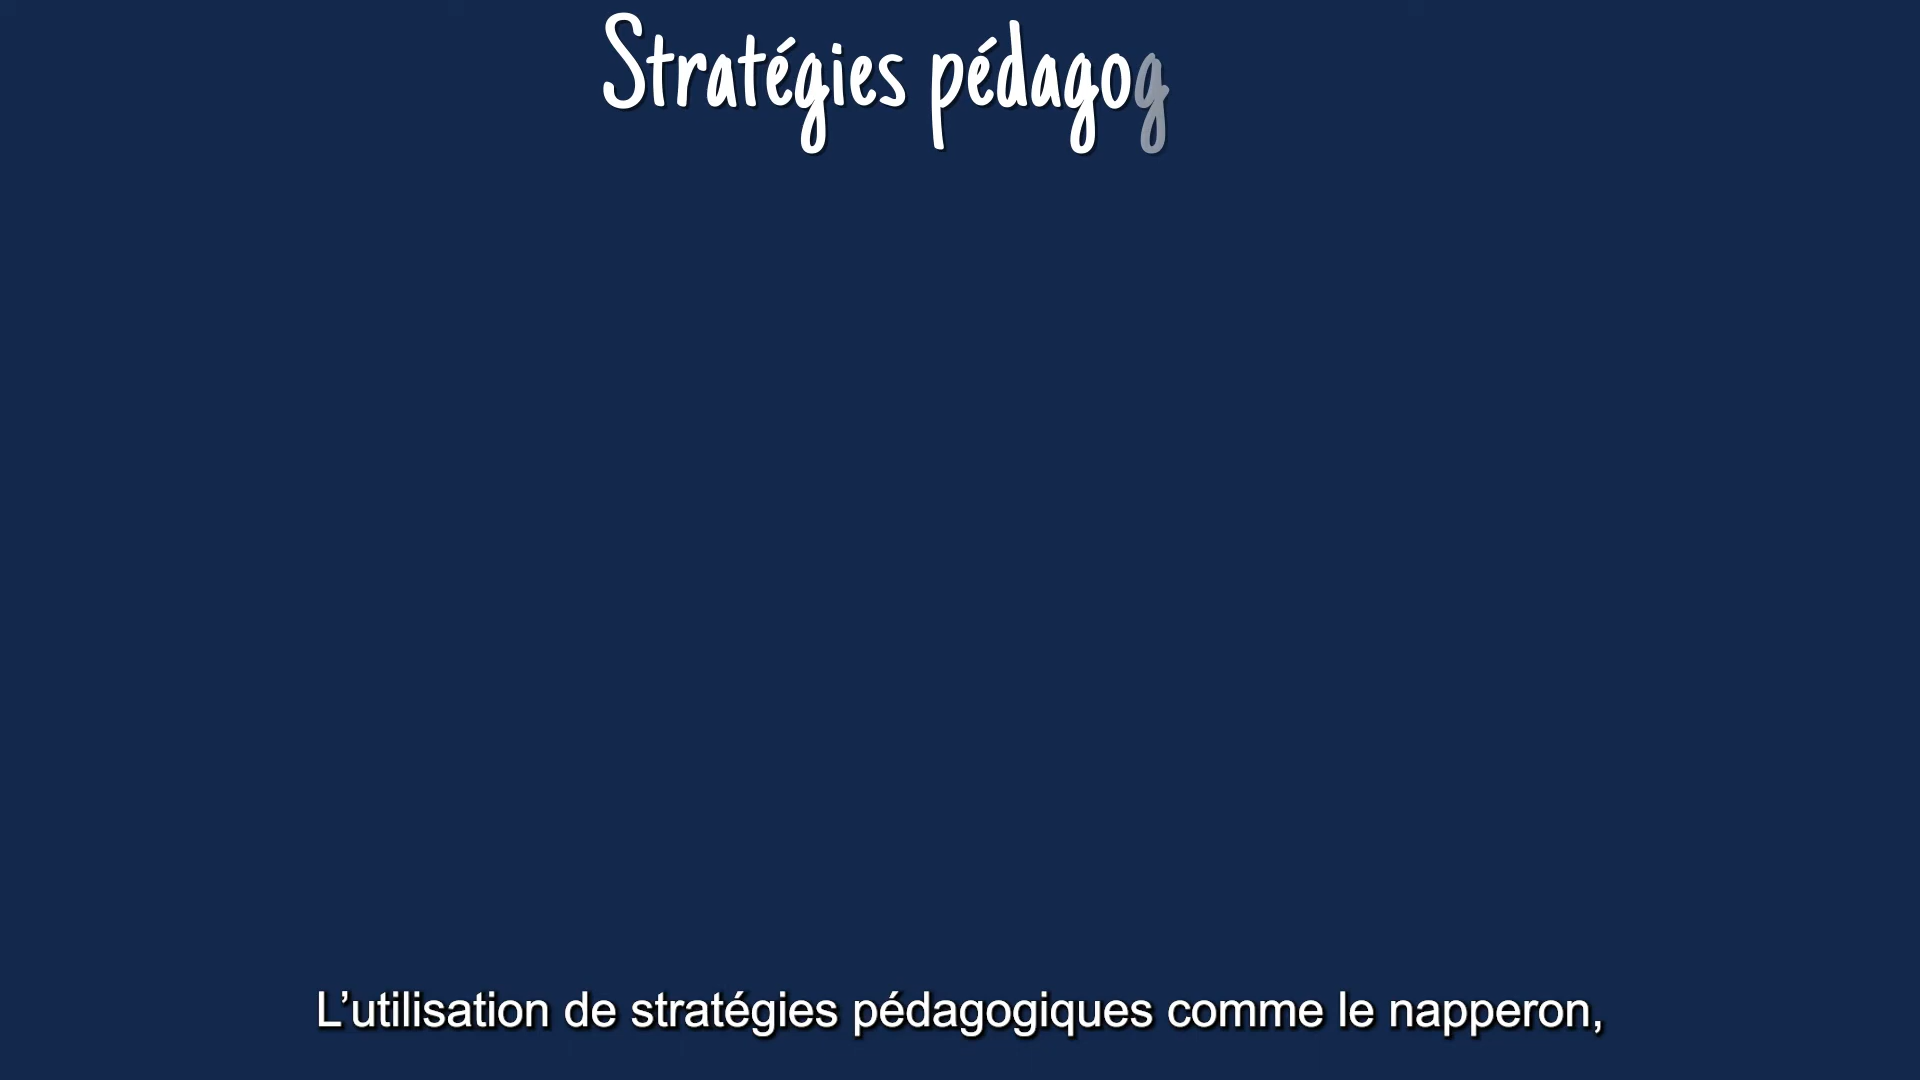 Stratégies pédagog
L’utilisation de stratégies pédagogiques comme le napperon,